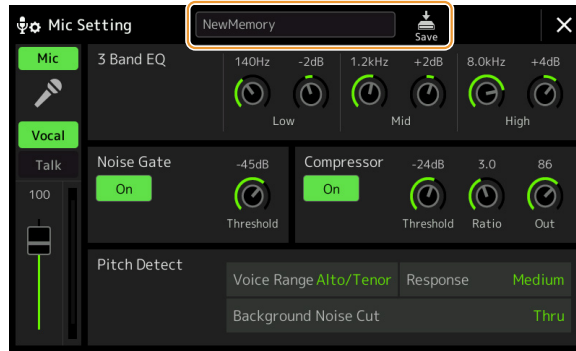 Mic Setting
NewMemory
Save
Mic
Vocal
Talk
100
3 Band EQ
140Hz -2dB 1.2kHz +2dB 8.0kHz +4dB
Low Mid High
Noise Gate
On
-45dB
Threshold
Compressor
On
-24dB 3.0 86
Threshold Ratio Out
Pitch Detect
Voice Range Alto/Tenor Response Medium
Background Noise Cut Thru